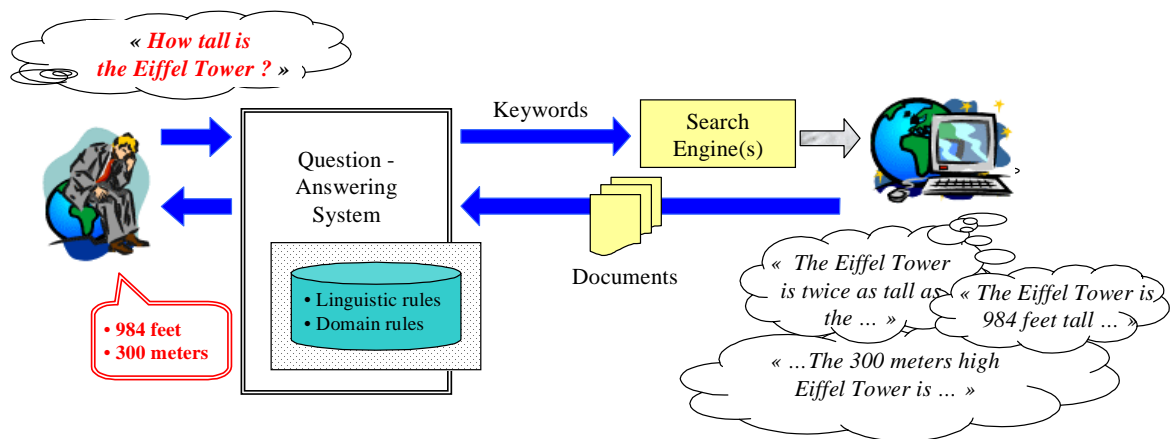 « How tall is
the Eiffel Tower ? »
Keywords
Search
Engine(s)
Question -
Answering
System
• Linguistic rules
• Domain rules
Documents
• 984 feet
• 300 meters
« The Eiffel Tower
is twice as tall as
the … »
« The Eiffel Tower is
984 feet tall … »
« …The 300 meters high
Eiffel Tower is … »